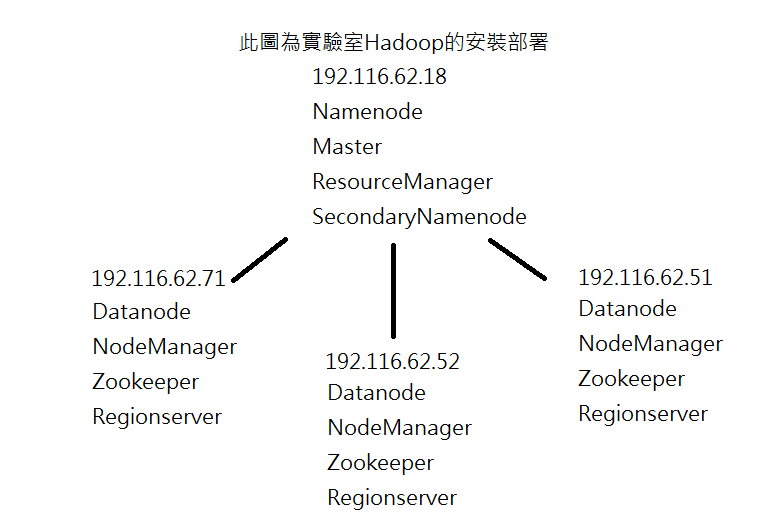 此圖為實驗室Hadoop的安裝部署
192.116.62.18
Namenode
Master
ResourceManager
SecondaryNamenode
192.116.62.71
Datanode
NodeManager
Zookeeper
Regionserver
192.116.62.52
Datanode
NodeManager
Zookeeper
Regionserver
192.116.62.51
Datanode
NodeManager
Zookeeper
Regionserver